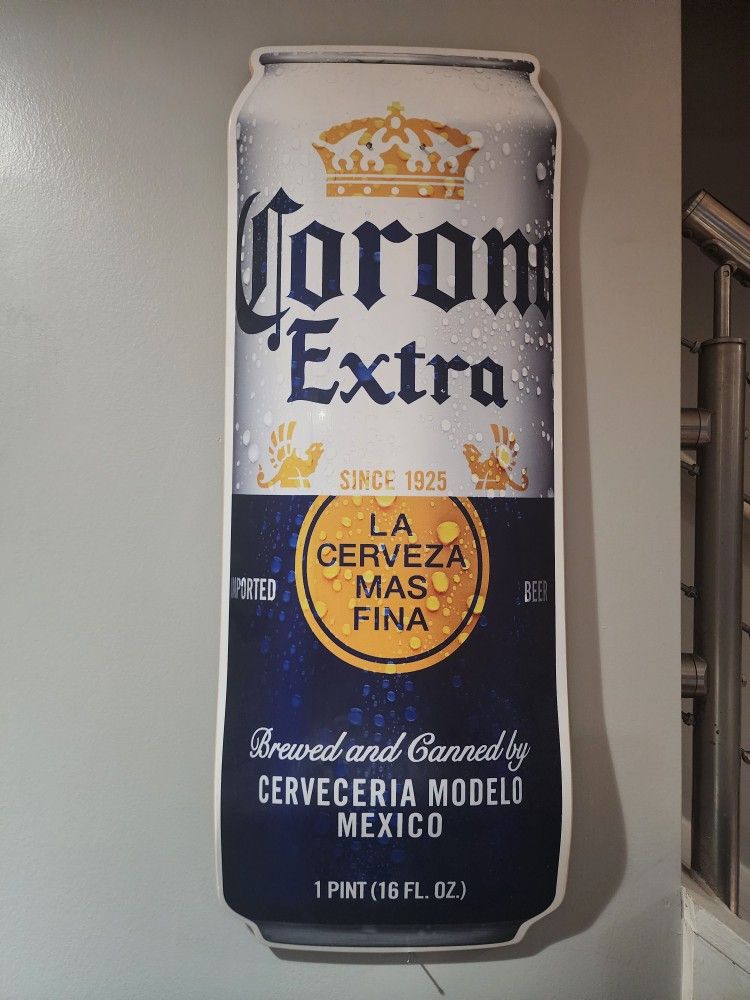 Corona
Extra
SINCE 1925
LA
CERVEZA
MAS
FINA
IMPORTED
BEER
Brewed and Canned by
CERVECERIA MODELO
MEXICO
1 PINT (16 FL. OZ.)